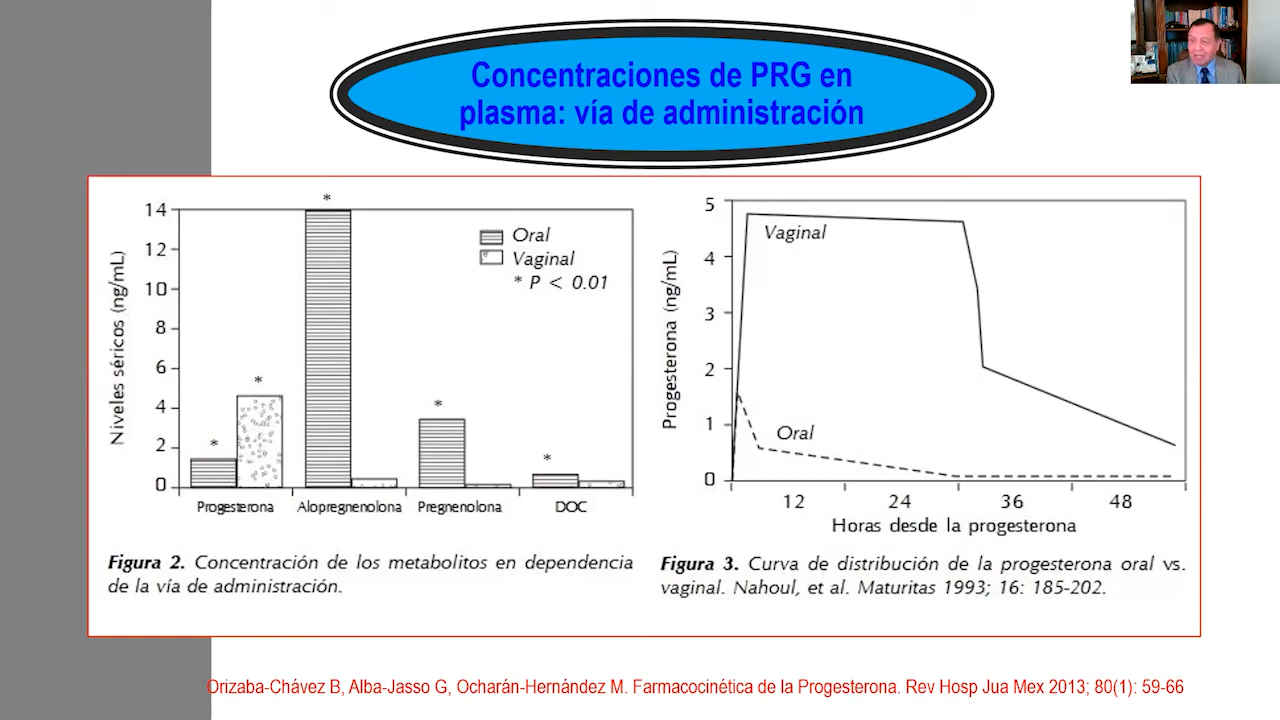 Concentraciones de PRG en
plasma: vía de administración
14
12
10
8
6
4
2
0
Niveles séricos (ng/mL)
*
*
*
*
*
Oral
Vaginal
* P < 0.01
Progesterona
Alopregnenolona
Pregnenolona
DOC
Figura 2. Concentración de los metabolitos en dependencia
de la vía de administración.
5
4
3
2
1
0
Progesterona (ng/mL)
Vaginal
Oral
12
24
36
48
Horas desde la progesterona
Figura 3. Curva de distribución de la progesterona oral vs.
vaginal. Nahoul, et al. Maturitas 1993; 16: 185-202.
Orizaba-Chávez B, Alba-Jasso G, Ocharán-Hernández M. Farmacocinética de la Progesterona. Rev Hosp Jua Mex 2013; 80(1): 59-66